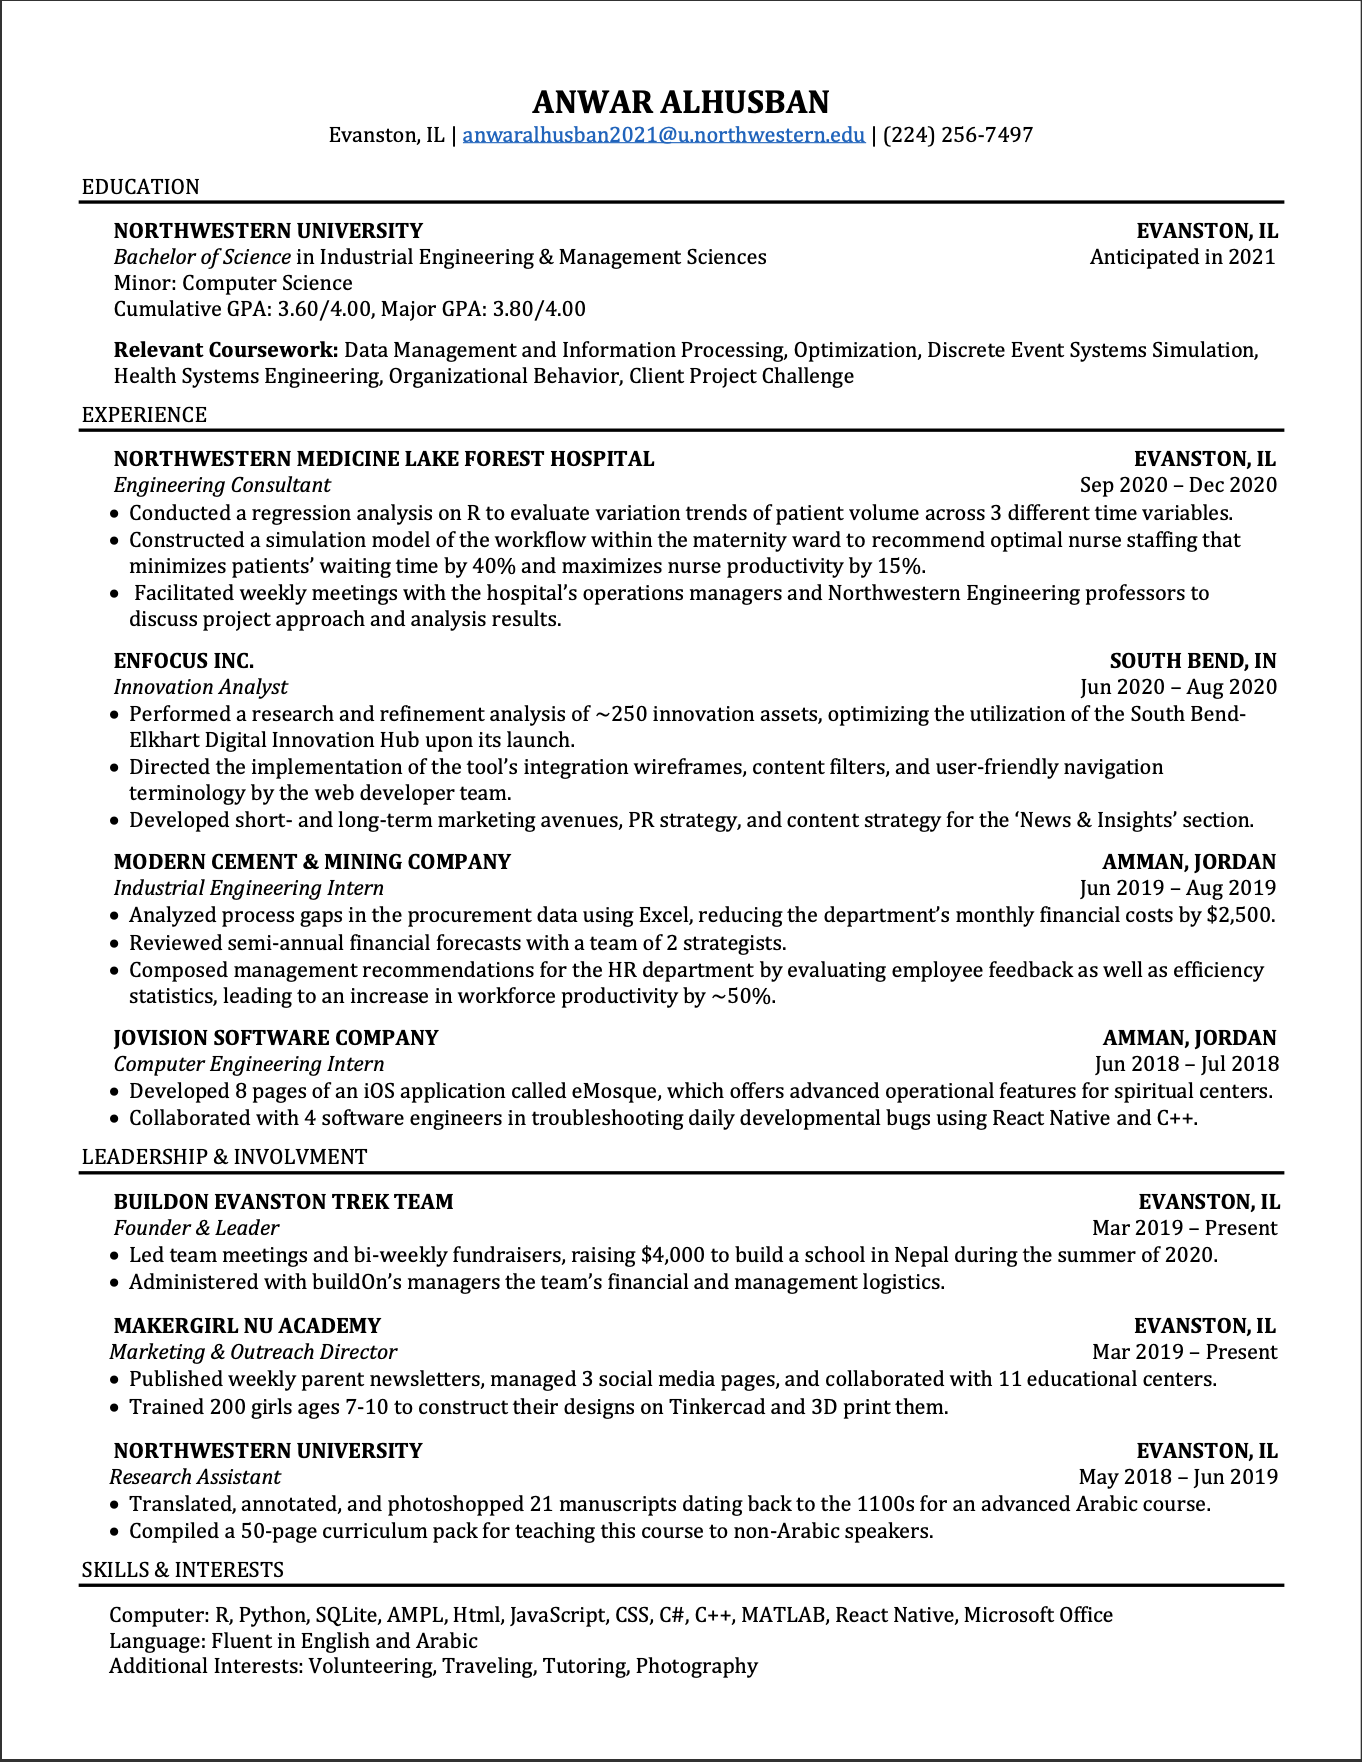 ANWAR ALHUSBAN
Evanston, IL | anwaralhusban2021@u.northwestern.edu | (224) 256-7497
EDUCATION
NORTHWESTERN UNIVERSITY EVANSTON, IL
Bachelor of Science in Industrial Engineering & Management Sciences Anticipated in 2021
Minor: Computer Science
Cumulative GPA: 3.60/4.00, Major GPA: 3.80/4.00
Relevant Coursework: Data Management and Information Processing, Optimization, Discrete Event Systems Simulation,
Health Systems Engineering, Organizational Behavior, Client Project Challenge
EXPERIENCE
NORTHWESTERN MEDICINE LAKE FOREST HOSPITAL EVANSTON, IL
Engineering Consultant Sep 2020 – Dec 2020
• Conducted a regression analysis on R to evaluate variation trends of patient volume across 3 different time variables.
• Constructed a simulation model of the workflow within the maternity ward to recommend optimal nurse staffing that
minimizes patients’ waiting time by 40% and maximizes nurse productivity by 15%.
• Facilitated weekly meetings with the hospital’s operations managers and Northwestern Engineering professors to
discuss project approach and analysis results.
ENFOCUS INC. SOUTH BEND, IN
Innovation Analyst Jun 2020 – Aug 2020
• Performed a research and refinement analysis of ~250 innovation assets, optimizing the utilization of the South Bend-
Elkhart Digital Innovation Hub upon its launch.
• Directed the implementation of the tool’s integration wireframes, content filters, and user-friendly navigation
terminology by the web developer team.
• Developed short- and long-term marketing avenues, PR strategy, and content strategy for the ‘News & Insights’ section.
MODERN CEMENT & MINING COMPANY AMMAN, JORDAN
Industrial Engineering Intern Jun 2019 – Aug 2019
• Analyzed process gaps in the procurement data using Excel, reducing the department’s monthly financial costs by $2,500.
• Reviewed semi-annual financial forecasts with a team of 2 strategists.
• Composed management recommendations for the HR department by evaluating employee feedback as well as efficiency
statistics, leading to an increase in workforce productivity by ~50%.
JOVISION SOFTWARE COMPANY AMMAN, JORDAN
Computer Engineering Intern Jun 2018 – Jul 2018
• Developed 8 pages of an iOS application called eMosque, which offers advanced operational features for spiritual centers.
• Collaborated with 4 software engineers in troubleshooting daily developmental bugs using React Native and C++.
LEADERSHIP & INVOLVMENT
BUILDON EVANSTON TREK TEAM EVANSTON, IL
Founder & Leader Mar 2019 – Present
• Led team meetings and bi-weekly fundraisers, raising $4,000 to build a school in Nepal during the summer of 2020.
• Administered with buildOn’s managers the team’s financial and management logistics.
MAKERGIRL NU ACADEMY EVANSTON, IL
Marketing & Outreach Director Mar 2019 – Present
• Published weekly parent newsletters, managed 3 social media pages, and collaborated with 11 educational centers.
• Trained 200 girls ages 7-10 to construct their designs on Tinkercad and 3D print them.
NORTHWESTERN UNIVERSITY EVANSTON, IL
Research Assistant May 2018 – Jun 2019
• Translated, annotated, and photoshopped 21 manuscripts dating back to the 1100s for an advanced Arabic course.
• Compiled a 50-page curriculum pack for teaching this course to non-Arabic speakers.
SKILLS & INTERESTS
Computer: R, Python, SQLite, AMPL, Html, JavaScript, CSS, C#, C++, MATLAB, React Native, Microsoft Office
Language: Fluent in English and Arabic
Additional Interests: Volunteering, Traveling, Tutoring, Photography